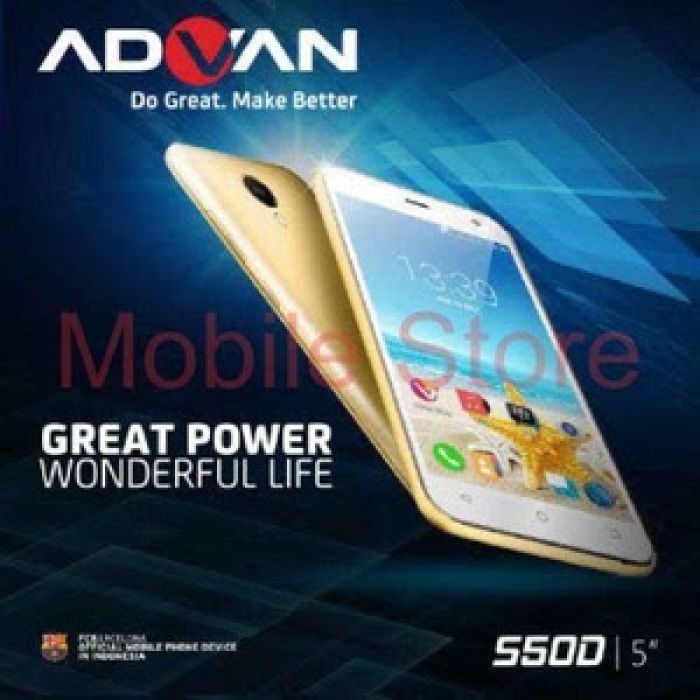 ADVAN
Do Great. Make Better
13:39
Mobile Store
GREAT POWER
WONDERFUL LIFE
FCBARCELONA
OFFICIAL MOBILE PHONE DEVICE
IN INDONESIA
S50D | 5"